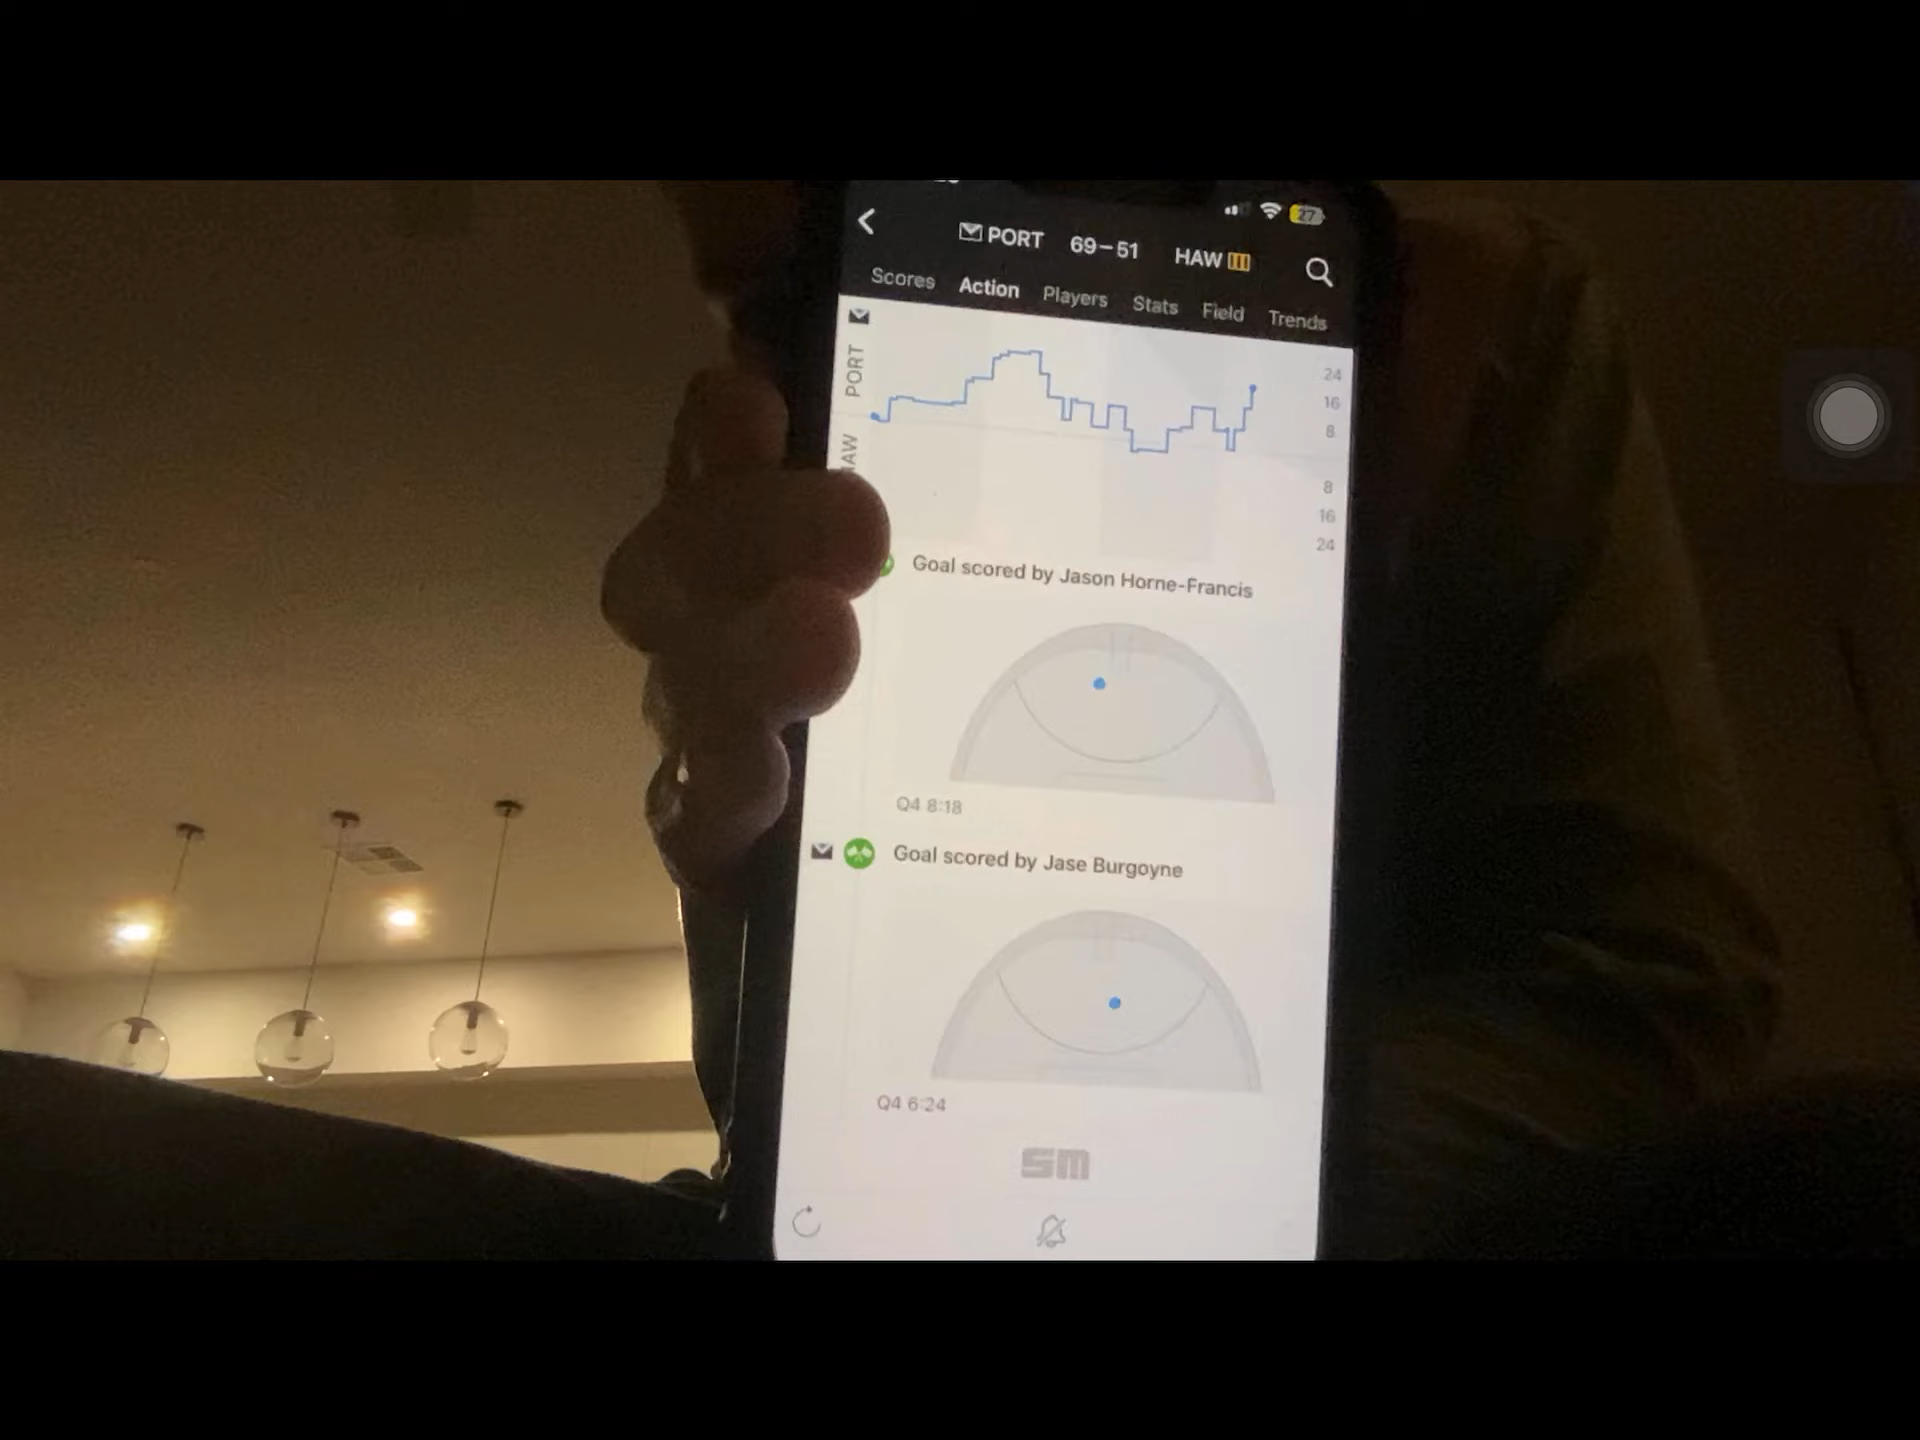 27
PORT 69–51 HAW
Scores Action Players Stats Field Trends
PORT
24
16
8
8
16
24
Goal scored by Jason Horne-Francis
Q4 8:18
Goal scored by Jase Burgoyne
Q4 6:24
SM